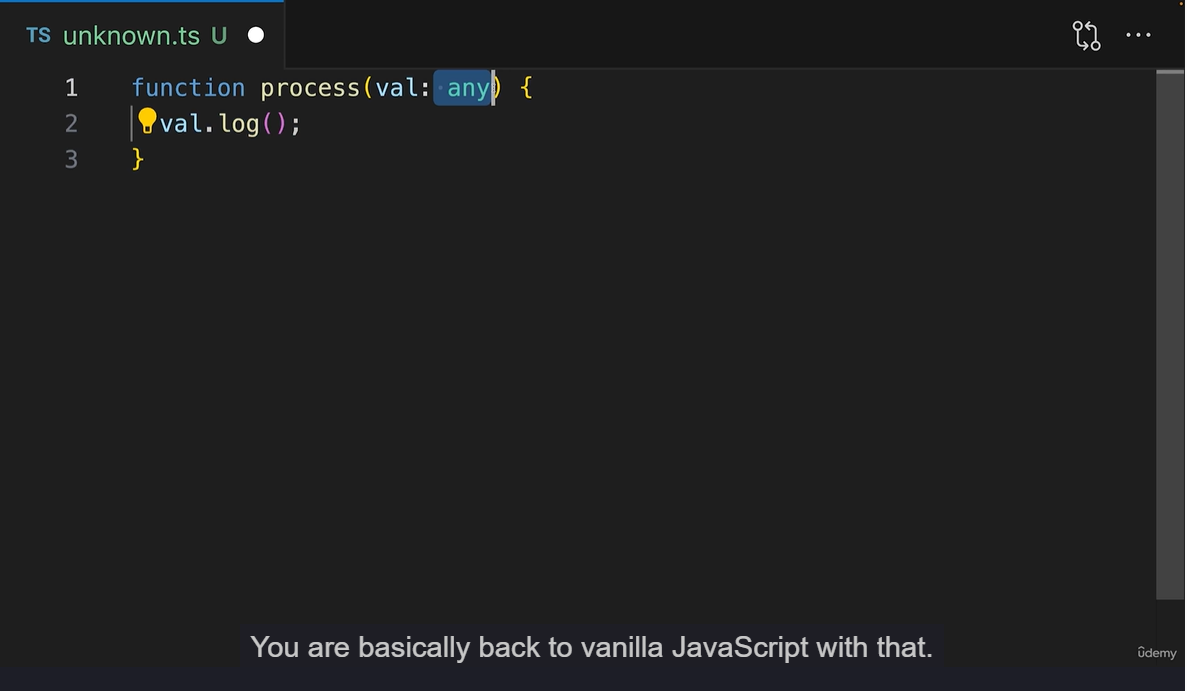 TS unknown.ts U
1 function process(val: any) {
2 val.log();
3 }
You are basically back to vanilla JavaScript with that.
ûdemy